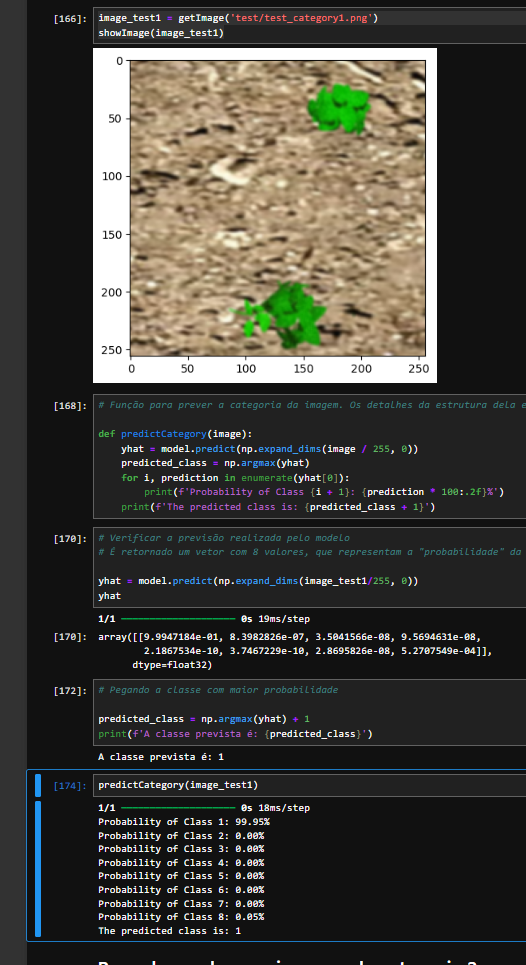 [166]: image_test1 = getImage('test/test_category1.png')
showImage(image_test1)
0
50
100
150
200
250
0 50 100 150 200 250
[168]: # Função para prever a categoria da imagem. Os detalhes da estrutura dela e
def predictCategory(image):
yhat = model.predict(np.expand_dims(image / 255, 0))
predicted_class = np.argmax(yhat)
for i, prediction in enumerate(yhat[0]):
print(f'Probability of Class {i + 1}: {prediction * 100:.2f}%')
print(f'The predicted class is: {predicted_class + 1}')
[170]: # Verificar a previsão realizada pelo modelo
# É retornado um vetor com 8 valores, que representam a "probabilidade" da
yhat = model.predict(np.expand_dims(image_test1/255, 0))
yhat
1/1 ━━━━━━━━━━━━━━━━━━━━ 0s 19ms/step
[170]: array([[9.9947184e-01, 8.3982826e-07, 3.5041566e-08, 9.5694631e-08,
2.1867534e-10, 3.7467229e-10, 2.8695826e-08, 5.2707549e-04]],
dtype=float32)
[172]: # Pegando a classe com maior probabilidade
predicted_class = np.argmax(yhat) + 1
print(f'A classe prevista é: {predicted_class}')
A classe prevista é: 1
[174]: predictCategory(image_test1)
1/1 ━━━━━━━━━━━━━━━━━━━━ 0s 18ms/step
Probability of Class 1: 99.95%
Probability of Class 2: 0.00%
Probability of Class 3: 0.00%
Probability of Class 4: 0.00%
Probability of Class 5: 0.00%
Probability of Class 6: 0.00%
Probability of Class 7: 0.00%
Probability of Class 8: 0.05%
The predicted class is: 1